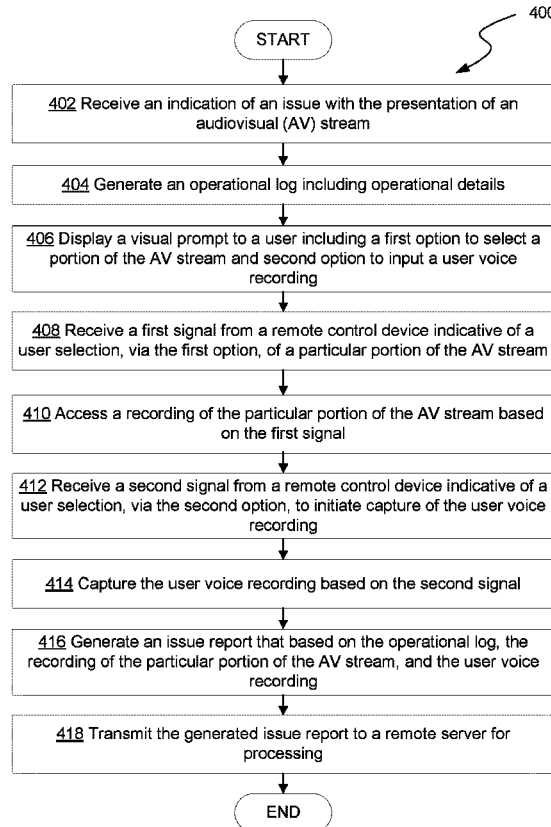 400
START
402 Receive an indication of an issue with the presentation of an
audiovisual (AV) stream
404 Generate an operational log including operational details
406 Display a visual prompt to a user including a first option to select a
portion of the AV stream and second option to input a user voice
recording
408 Receive a first signal from a remote control device indicative of a
user selection, via the first option, of a particular portion of the AV stream
410 Access a recording of the particular portion of the AV stream based
on the first signal
412 Receive a second signal from a remote control device indicative of a
user selection, via the second option, to initiate capture of the user voice
recording
414 Capture the user voice recording based on the second signal
416 Generate an issue report that based on the operational log, the
recording of the particular portion of the AV stream, and the user voice
recording
418 Transmit the generated issue report to a remote server for
processing
END